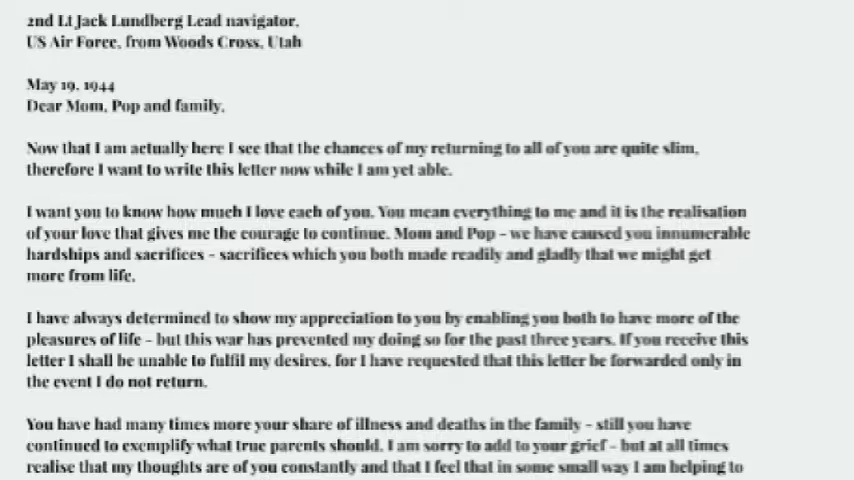 2nd Lt Jack Lundberg Lead navigator,
US Air Force, from Woods Cross, Utah
May 19, 1944
Dear Mom, Pop and family,
Now that I am actually here I see that the chances of my returning to all of you are quite slim,
therefore I want to write this letter now while I am yet able.
I want you to know how much I love each of you. You mean everything to me and it is the realisation
of your love that gives me the courage to continue. Mom and Pop – we have caused you innumerable
hardships and sacrifices – sacrifices which you both made readily and gladly that we might get
more from life.
I have always determined to show my appreciation to you by enabling you both to have more of the
pleasures of life – but this war has prevented my doing so for the past three years. If you receive this
letter I shall be unable to fulfil my desires, for I have requested that this letter be forwarded only in
the event I do not return.
You have had many times more your share of illness and deaths in the family – still you have
continued to exemplify what true parents should. I am sorry to add to your grief – but at all times
realise that my thoughts are of you constantly and that I feel that in some small way I am helping to